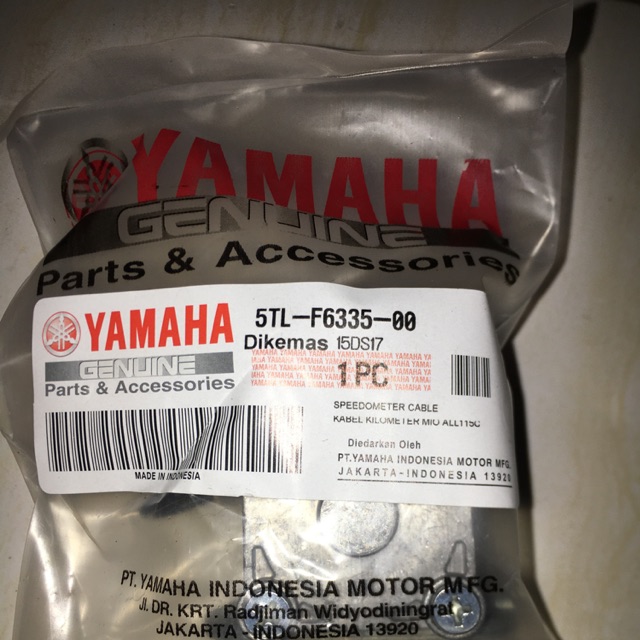 YAMAHA
GENUINE
Parts & Accessories
YAMAHA
GENUINE
Parts & Accessories
MADE IN INDONESIA
5TL-F6335-00
Dikemas 15DS17
1 PC
SPEEDOMETER CABLE
KABEL KILOMETER MIO ALL115C
Diedarkan Oleh
PT.YAMAHA INDONESIA MOTOR MFG.
JAKARTA-INDONESIA 13920
PT. YAMAHA INDONESIA MOTOR MFG.
Jl. DR. KRT. Radjiman Widyodiningrat
JAKARTA-INDONESIA 13920